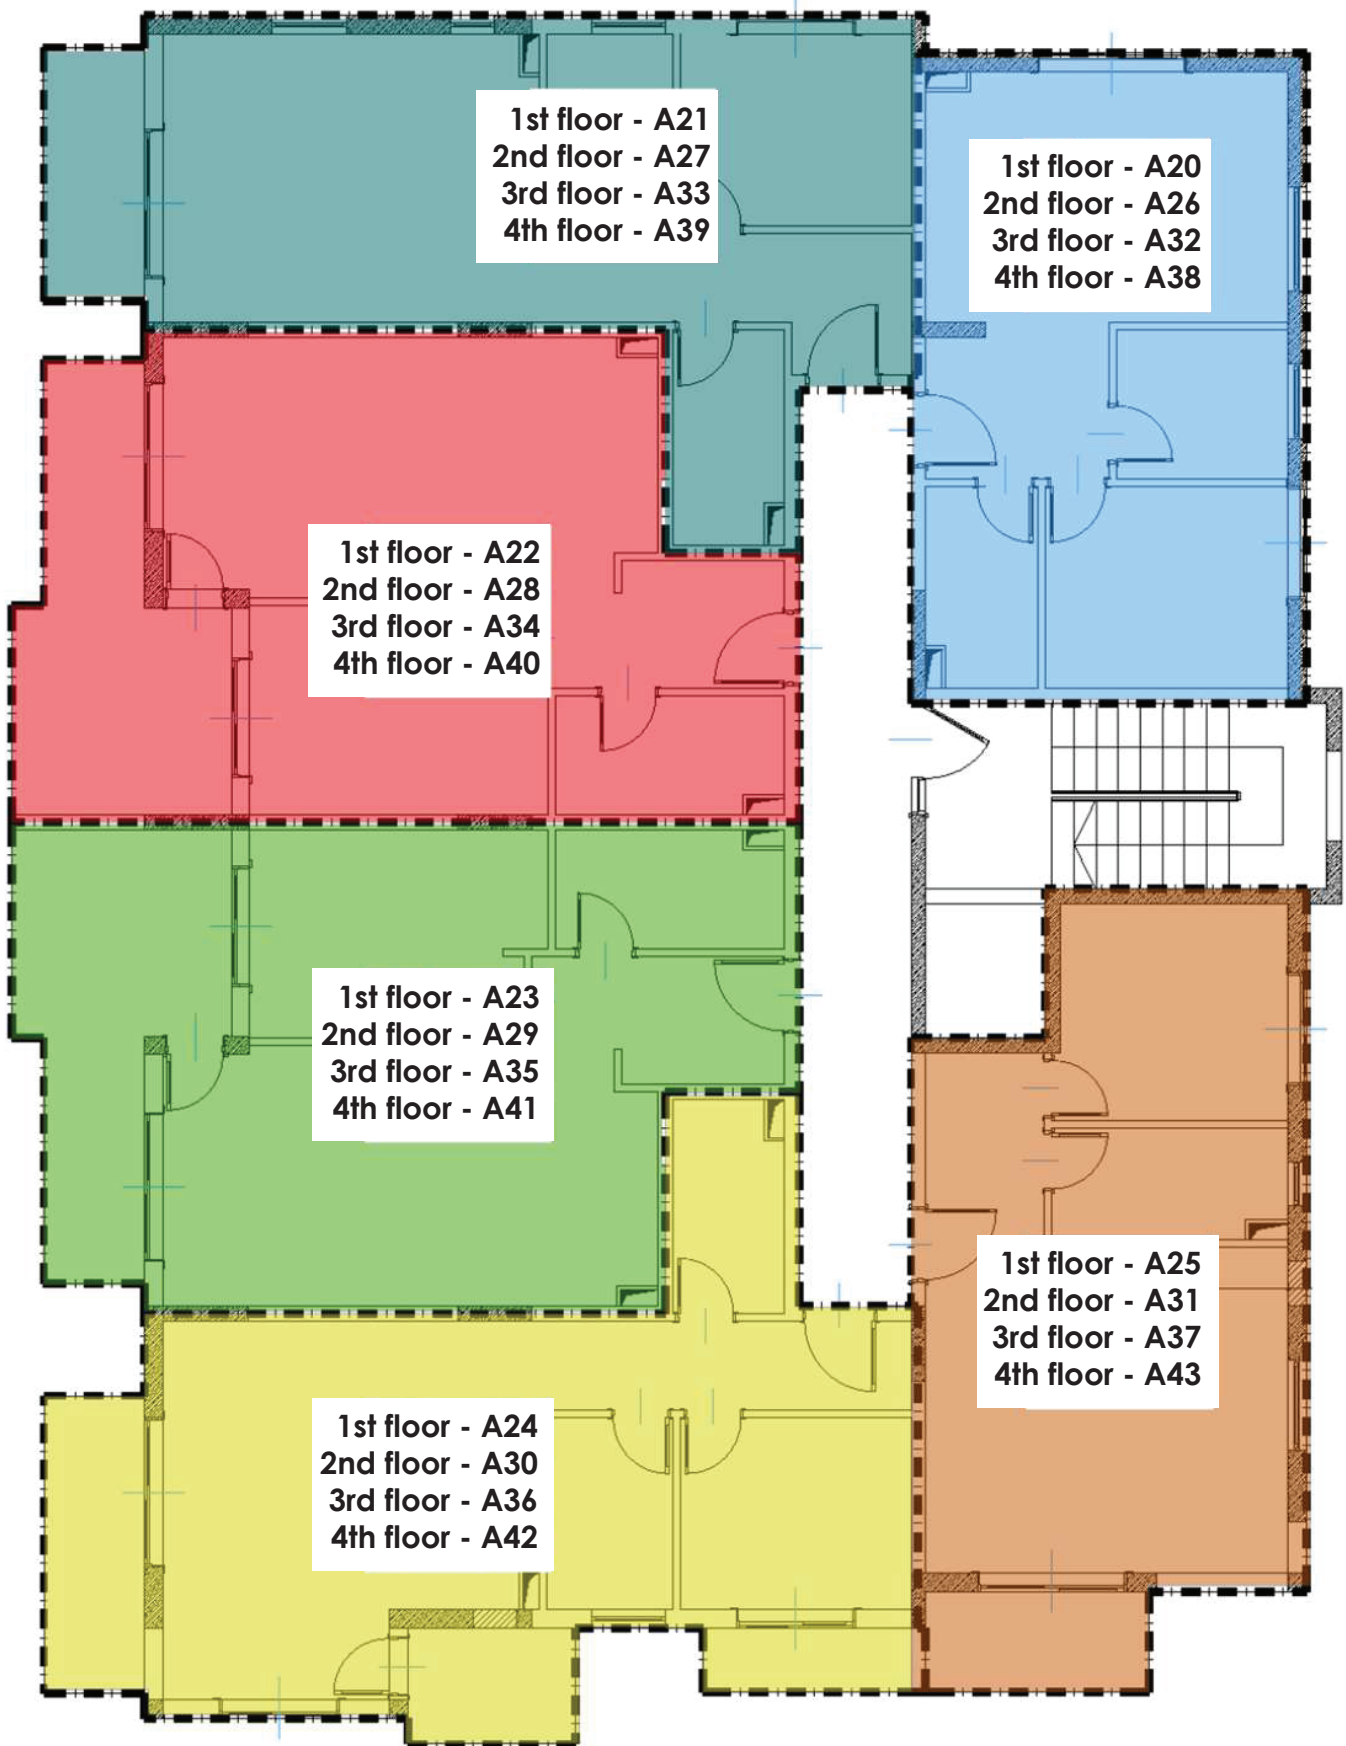 1st floor - A21
2nd floor - A27
3rd floor - A33
4th floor - A39
1st floor - A20
2nd floor - A26
3rd floor - A32
4th floor - A38
1st floor - A22
2nd floor - A28
3rd floor - A34
4th floor - A40
1st floor - A23
2nd floor - A29
3rd floor - A35
4th floor - A41
1st floor - A25
2nd floor - A31
3rd floor - A37
4th floor - A43
1st floor - A24
2nd floor - A30
3rd floor - A36
4th floor - A42